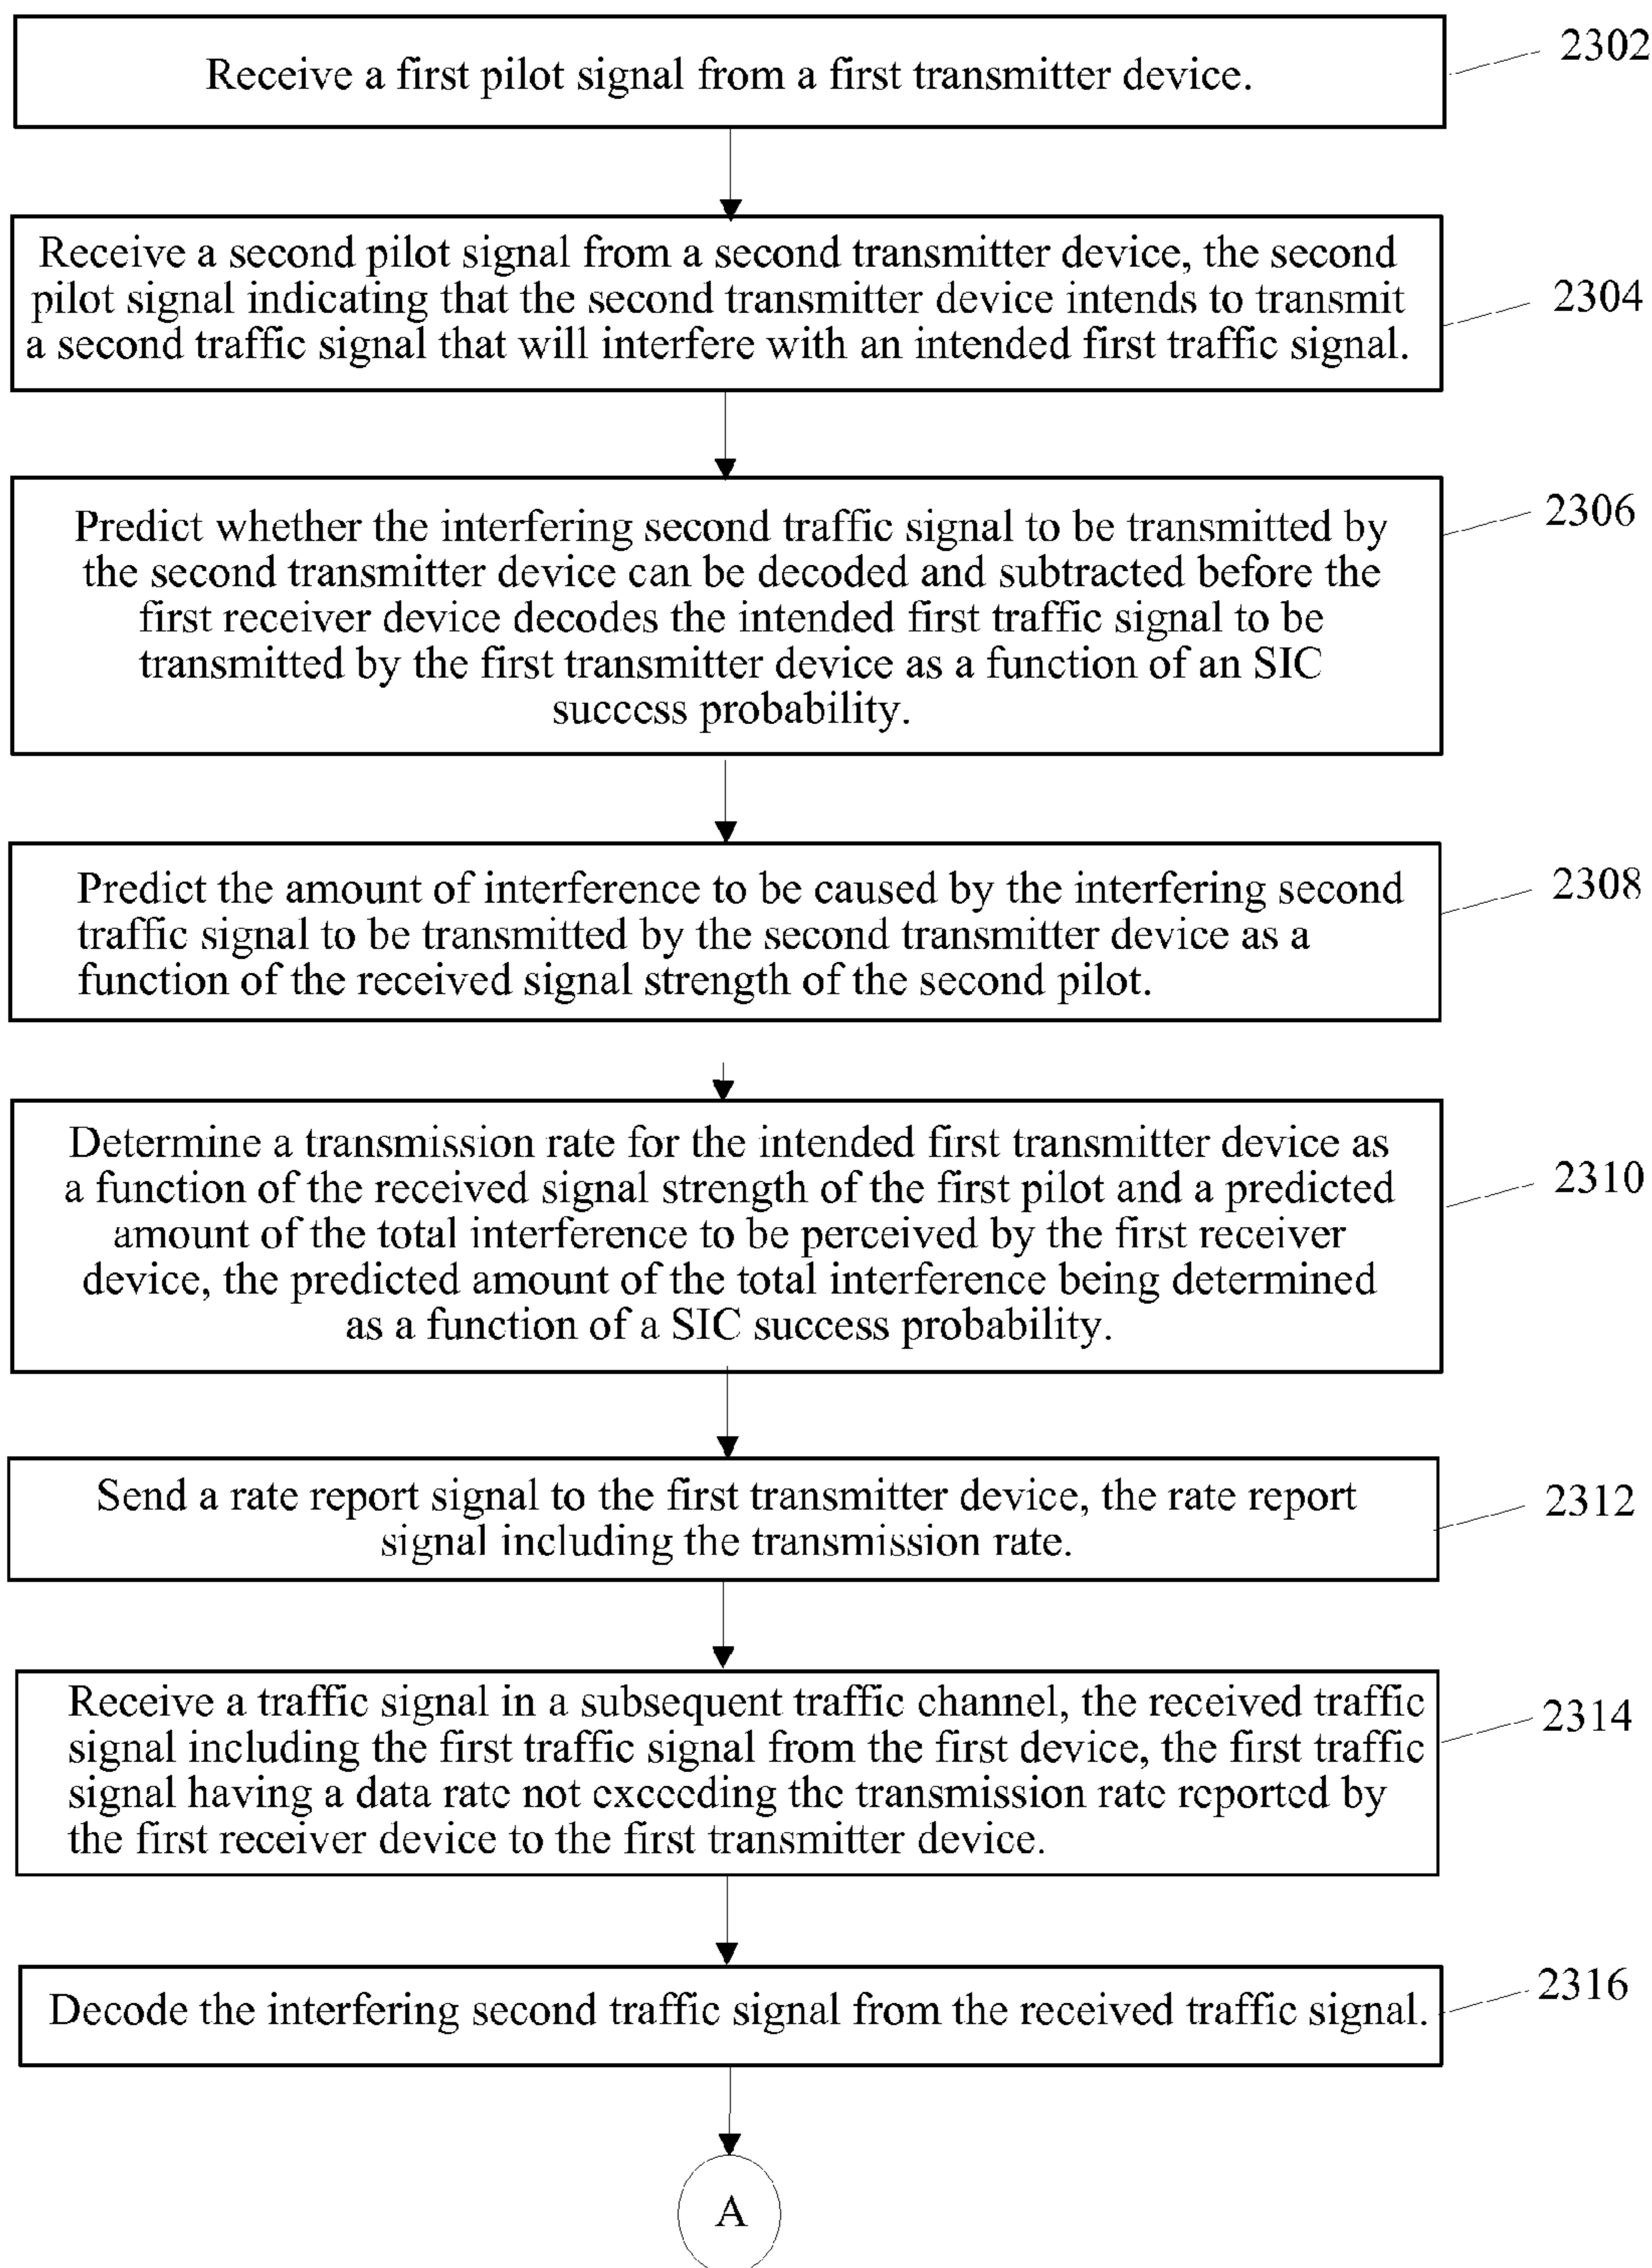 Receive a first pilot signal from a first transmitter device.
2302
Receive a second pilot signal from a second transmitter device, the second
pilot signal indicating that the second transmitter device intends to transmit
a second traffic signal that will interfere with an intended first traffic signal.
2304
Predict whether the interfering second traffic signal to be transmitted by
the second transmitter device can be decoded and subtracted before the
first receiver device decodes the intended first traffic signal to be
transmitted by the first transmitter device as a function of an SIC
success probability.
2306
Predict the amount of interference to be caused by the interfering second
traffic signal to be transmitted by the second transmitter device as a
function of the received signal strength of the second pilot.
2308
Determine a transmission rate for the intended first transmitter device as
a function of the received signal strength of the first pilot and a predicted
amount of the total interference to be perceived by the first receiver
device, the predicted amount of the total interference being determined
as a function of a SIC success probability.
2310
Send a rate report signal to the first transmitter device, the rate report
signal including the transmission rate.
2312
Receive a traffic signal in a subsequent traffic channel, the received traffic
signal including the first traffic signal from the first device, the first traffic
signal having a data rate not exceeding the transmission rate reported by
the first receiver device to the first transmitter device.
2314
Decode the interfering second traffic signal from the received traffic signal.
2316
A